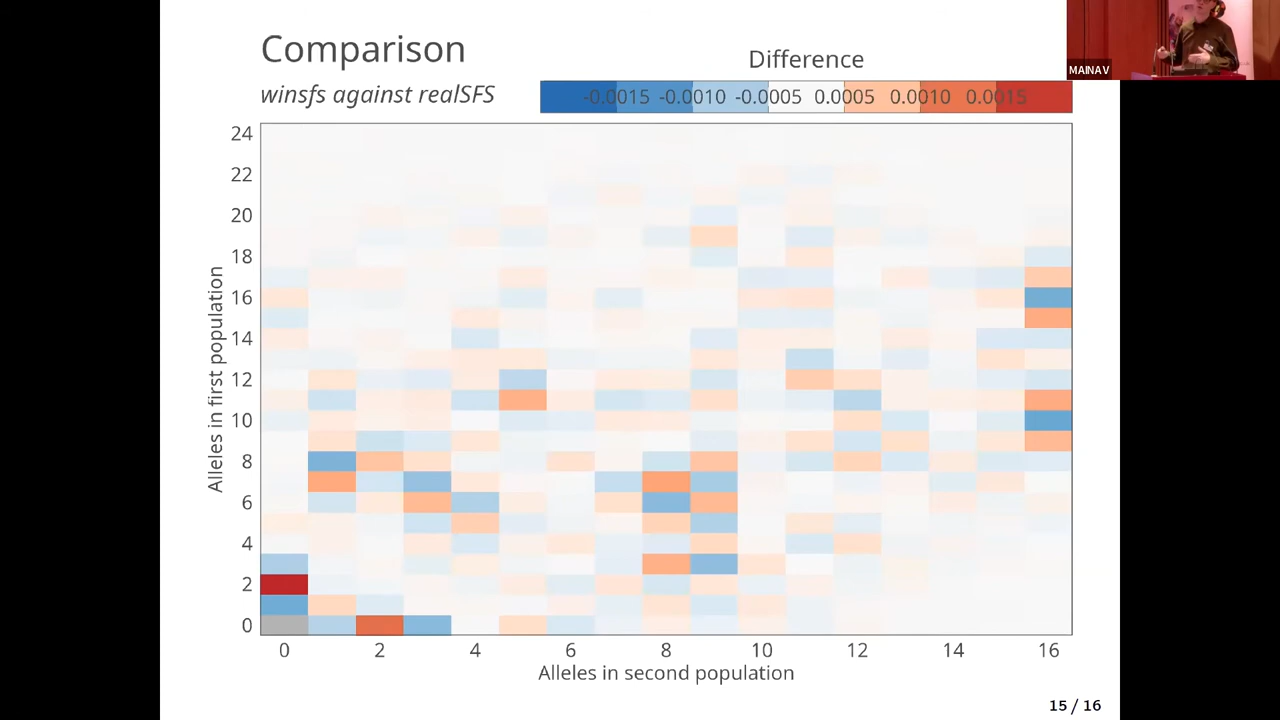 Comparison
winsfs against realSFS
Difference
-0.0015 -0.0010 -0.0005 0.0005 0.0010 0.0015
MAINAV
24
22
20
18
16
14
12
10
8
6
4
2
0
Alleles in first population
0 2 4 6 8 10 12 14 16
Alleles in second population
15 / 16